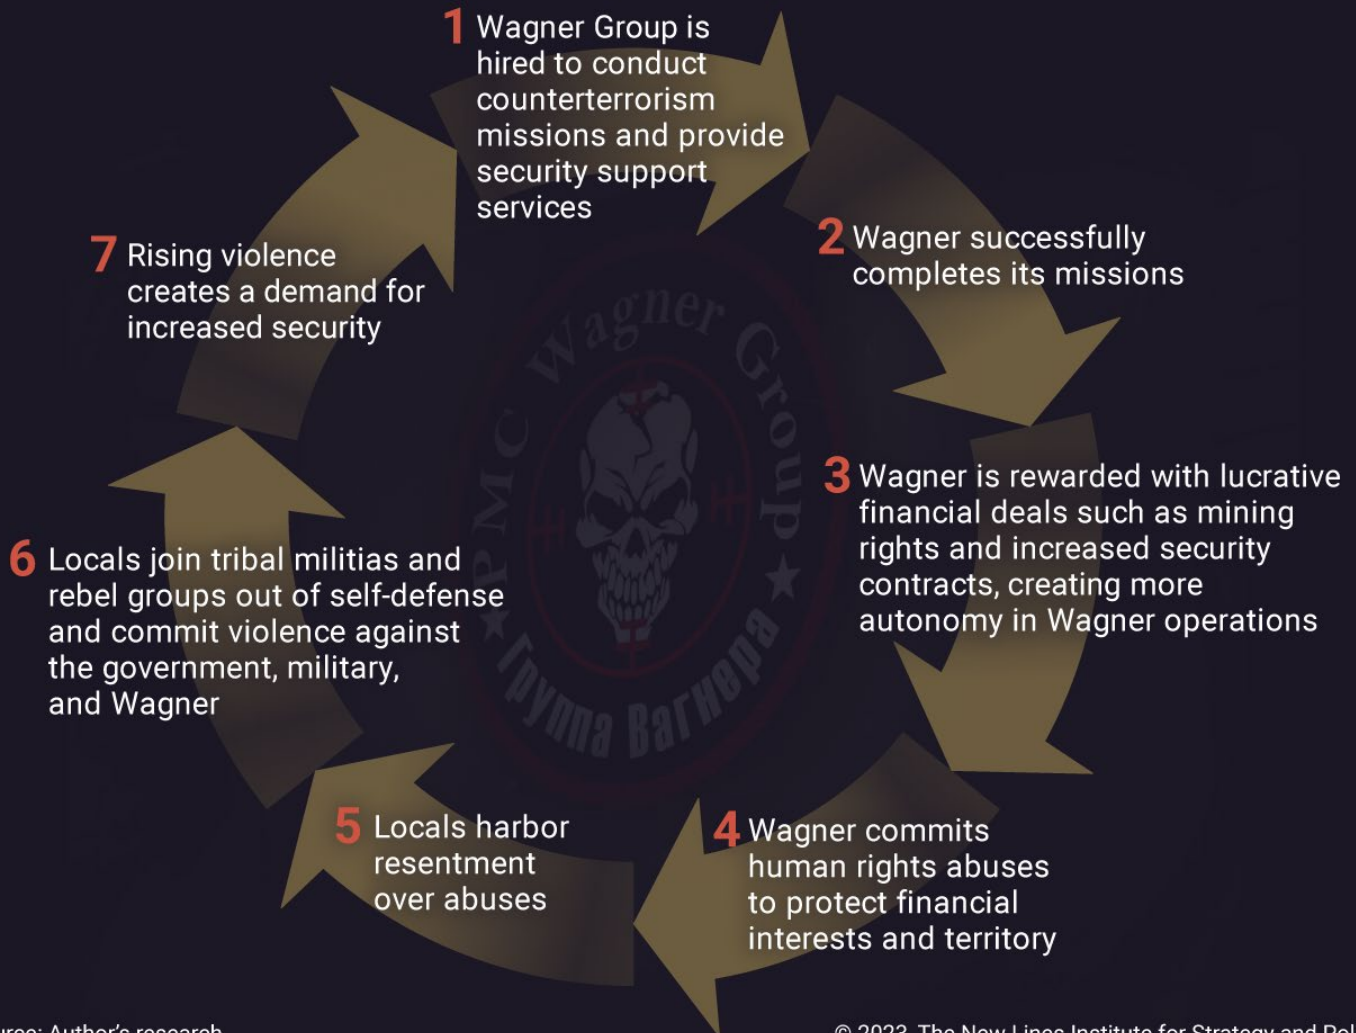 1 Wagner Group is
hired to conduct
counterterrorism
missions and provide
security support
services
2 Wagner successfully
completes its missions
3 Wagner is rewarded with lucrative
financial deals such as mining
rights and increased security
contracts, creating more
autonomy in Wagner operations
4 Wagner commits
human rights abuses
to protect financial
interests and territory
5 Locals harbor
resentment
over abuses
6 Locals join tribal militias and
rebel groups out of self-defense
and commit violence against
the government, military,
and Wagner
7 Rising violence
creates a demand for
increased security
PMC Wagner Group
Группа Вагнера
Author's research
© 2023 The New Lines Institute for Strategy and